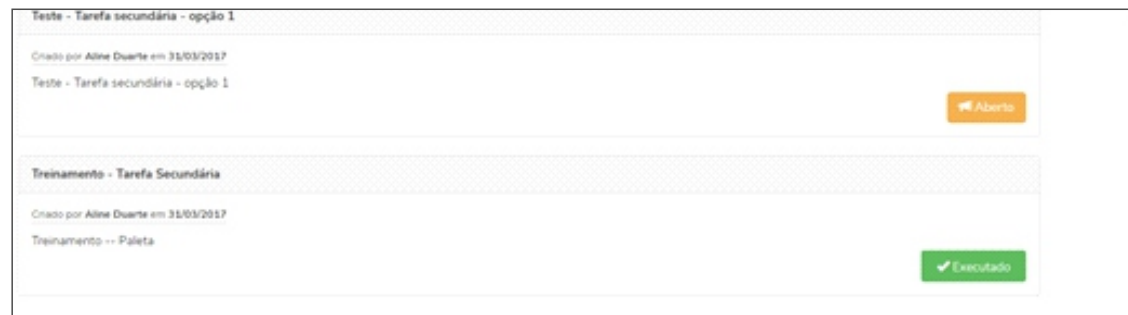 Teste - Tarefa secundária - opção 1
Criado por Aline Duarte em 31/03/2017
Teste - Tarefa secundária - opção 1
Aberto
Treinamento - Tarefa Secundária
Criado por Aline Duarte em 31/03/2017
Treinamento -- Paleta
Executado